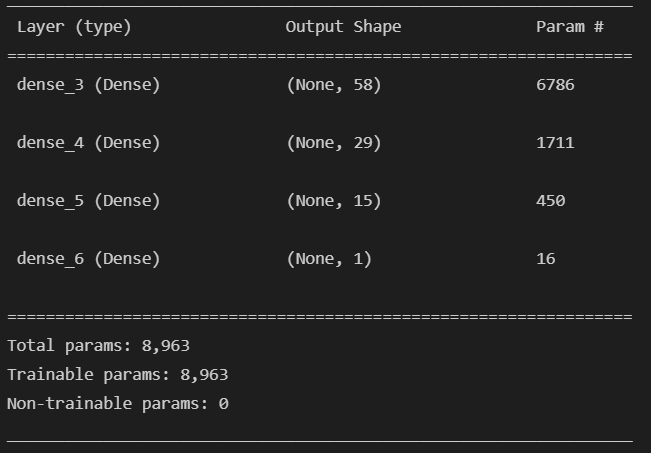 Layer (type) Output Shape Param #
=================================================================
dense_3 (Dense) (None, 58) 6786
dense_4 (Dense) (None, 29) 1711
dense_5 (Dense) (None, 15) 450
dense_6 (Dense) (None, 1) 16
=================================================================
Total params: 8,963
Trainable params: 8,963
Non-trainable params: 0